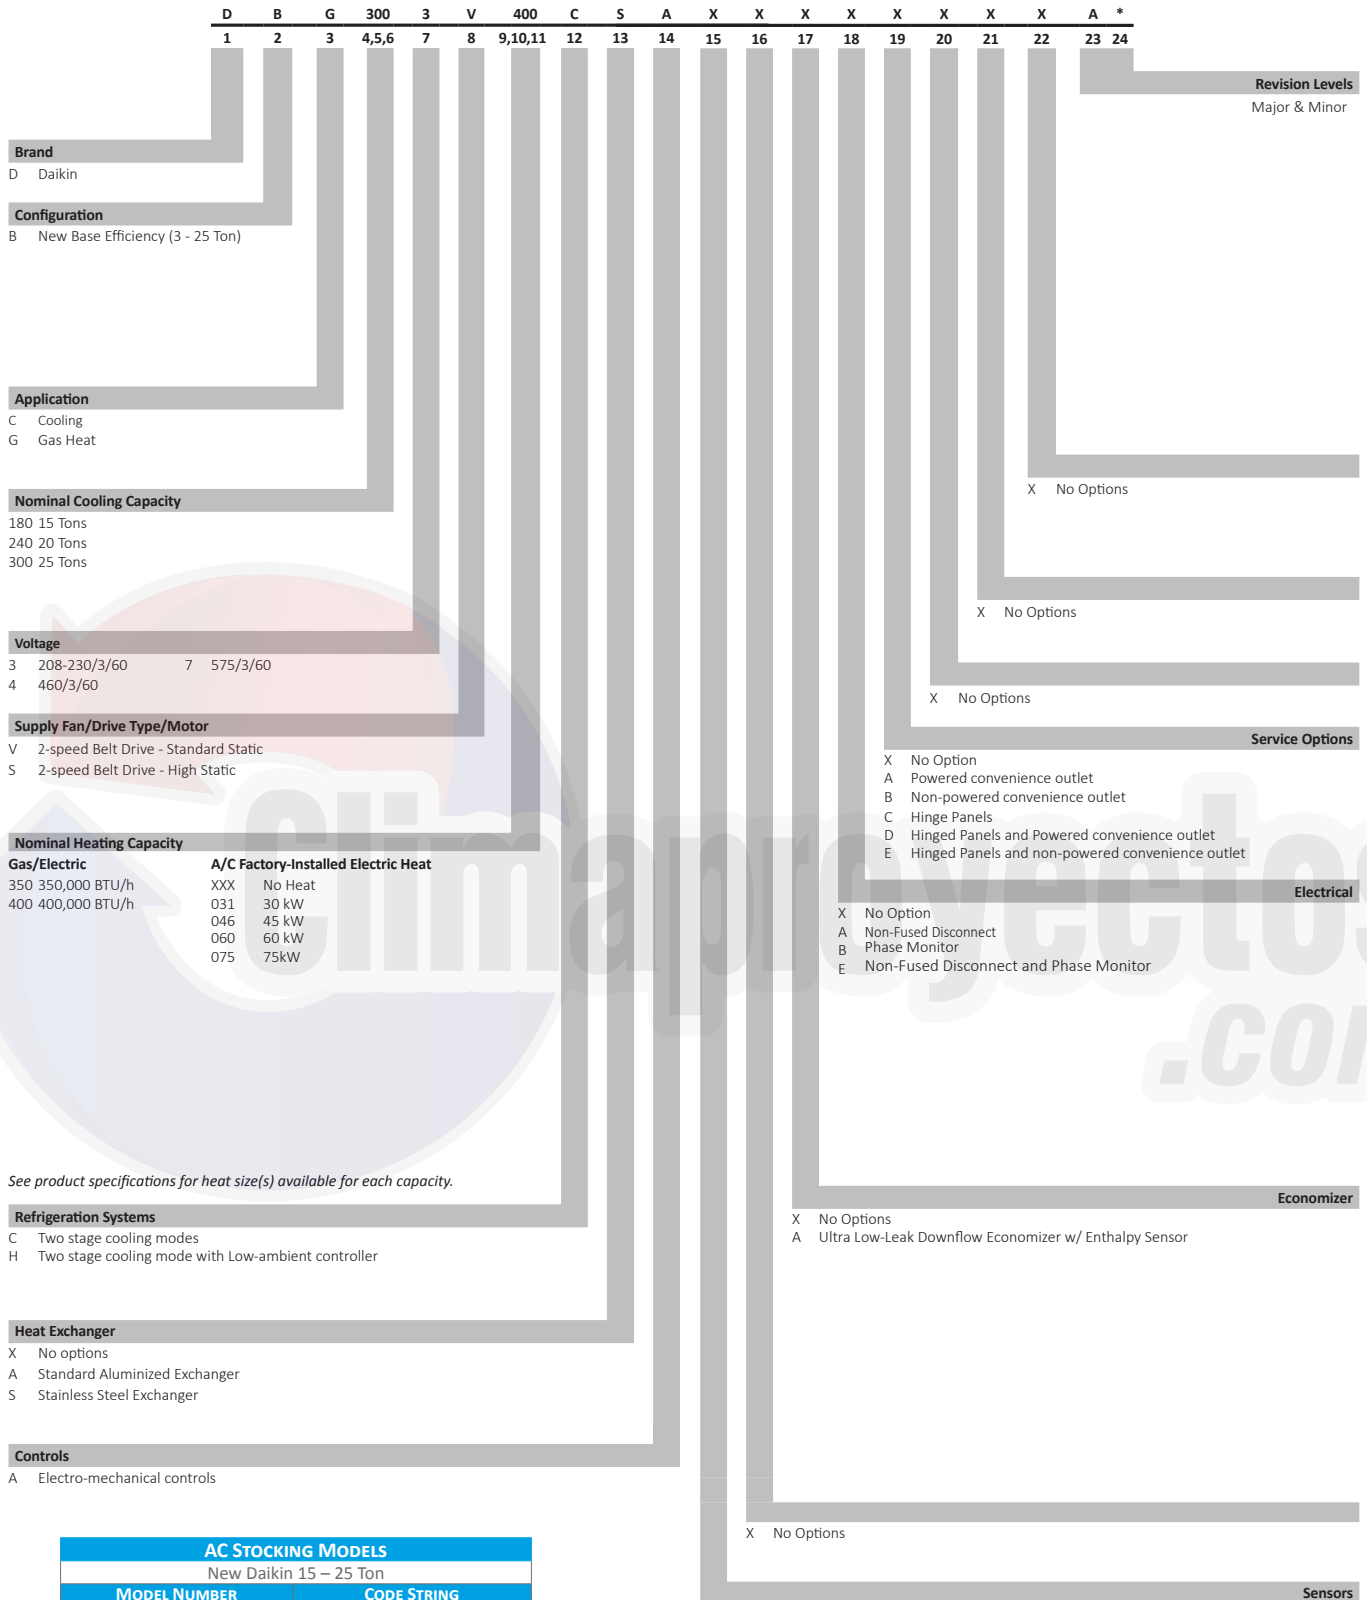 D B G 300 3 V 400 C S A X X X X X X X X A *
1 2 3 4,5,6 7 8 9,10,11 12 13 14 15 16 17 18 19 20 21 22 23 24
Revision Levels
Major & Minor
Brand
D Daikin
Configuration
B New Base Efficiency (3 - 25 Ton)
Application
C Cooling
G Gas Heat
X No Options
Nominal Cooling Capacity
180 15 Tons
240 20 Tons
300 25 Tons
X No Options
Voltage
3 208-230/3/60 7 575/3/60
4 460/3/60
X No Options
Supply Fan/Drive Type/Motor
V 2-speed Belt Drive - Standard Static
S 2-speed Belt Drive - High Static
Service Options
X No Option
A Powered convenience outlet
B Non-powered convenience outlet
C Hinge Panels
D Hinged Panels and Powered convenience outlet
E Hinged Panels and non-powered convenience outlet
Nominal Heating Capacity
Gas/Electric A/C Factory-Installed Electric Heat
350 350,000 BTU/h XXX No Heat
400 400,000 BTU/h 031 30 kW
046 45 kW
060 60 kW
075 75kW
Electrical
X No Option
A Non-Fused Disconnect
B Phase Monitor
E Non-Fused Disconnect and Phase Monitor
Climaproyectos
.com
See product specifications for heat size(s) available for each capacity.
Economizer
X No Options
A Ultra Low-Leak Downflow Economizer w/ Enthalpy Sensor
Refrigeration Systems
C Two stage cooling modes
H Two stage cooling mode with Low-ambient controller
Heat Exchanger
X No options
A Standard Aluminized Exchanger
S Stainless Steel Exchanger
Controls
A Electro-mechanical controls
X No Options
AC Stocking Models
New Daikin 15 – 25 Ton
Model Number Code String
Sensors